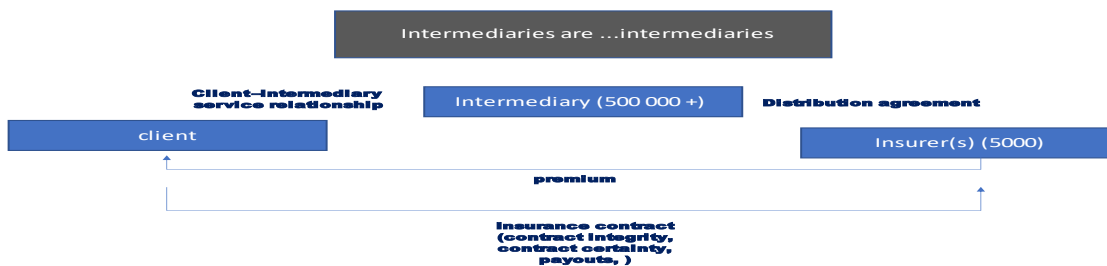 Intermediaries are ...intermediaries
Client–intermediary
service relationship
Intermediary (500 000 +)
Distribution agreement
client
Insurer(s) (5000)
premium
Insurance contract
(contract integrity,
contract certainty,
payouts, )